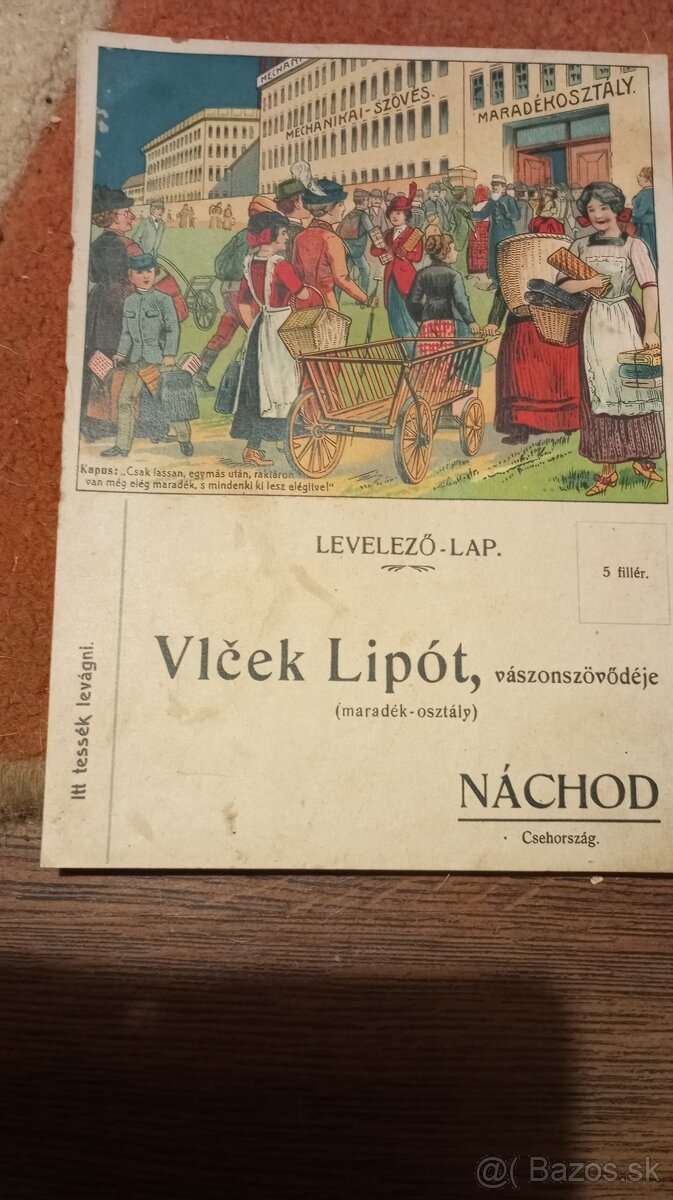 MECHAN
MECHANIKAI-SZÖVÉS.
MARADÉKOSZTÁLY.
Kapus: „Csak lassan, egymás után, raktáron
van még elég maradék, s mindenki ki lesz elégítve!"
LEVELEZŐ-LAP.
5 fillér.
Vlček Lipót, vászonszövődéje
(maradék-osztály)
NÁCHOD
Csehország.
Itt tessék levágni.
@( Bazos.sk